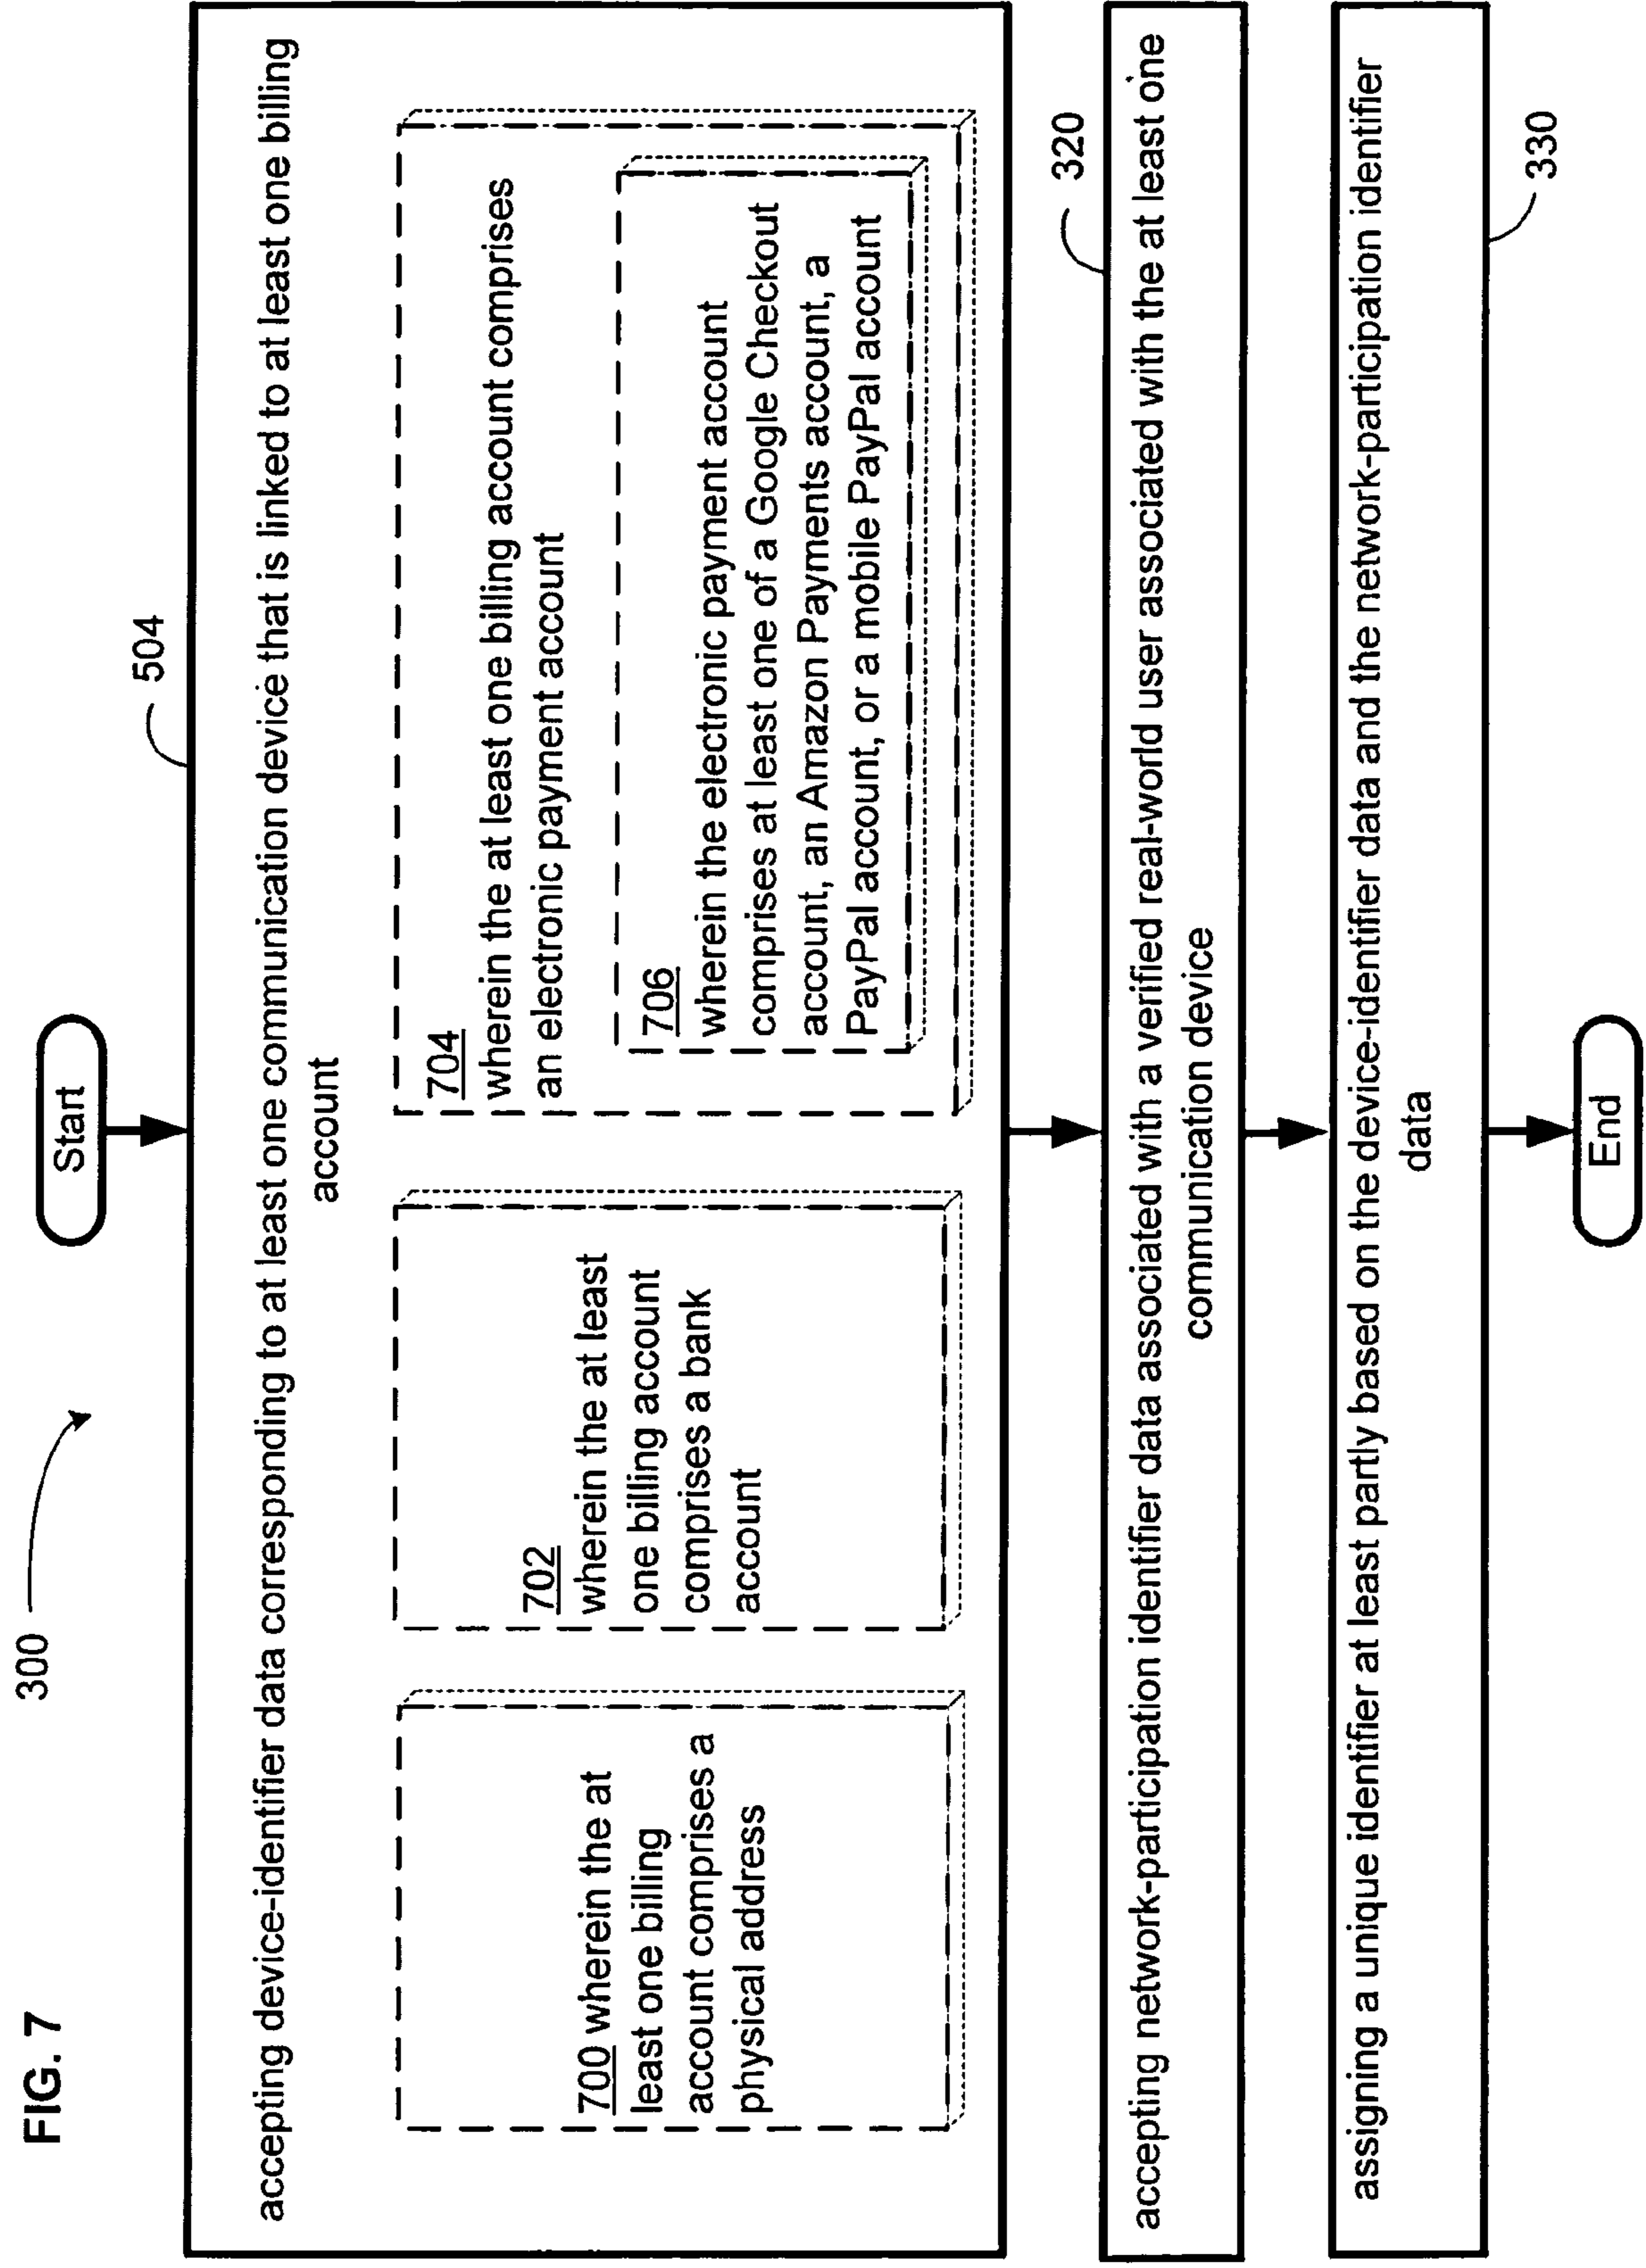 FIG. 7
300
Start
504
accepting device-identifier data corresponding to at least one communication device that is linked to at least one billing
account
700 wherein the at
least one billing
account comprises a
physical address
702
wherein the at least
one billing account
comprises a bank
account
704
wherein the at least one billing account comprises
an electronic payment account
706
wherein the electronic payment account
comprises at least one of a Google Checkout
account, an Amazon Payments account, a
PayPal account, or a mobile PayPal account
320
accepting network-participation identifier data associated with a verified real-world user associated with the at least one
communication device
330
assigning a unique identifier at least partly based on the device-identifier data and the network-participation identifier
data
End